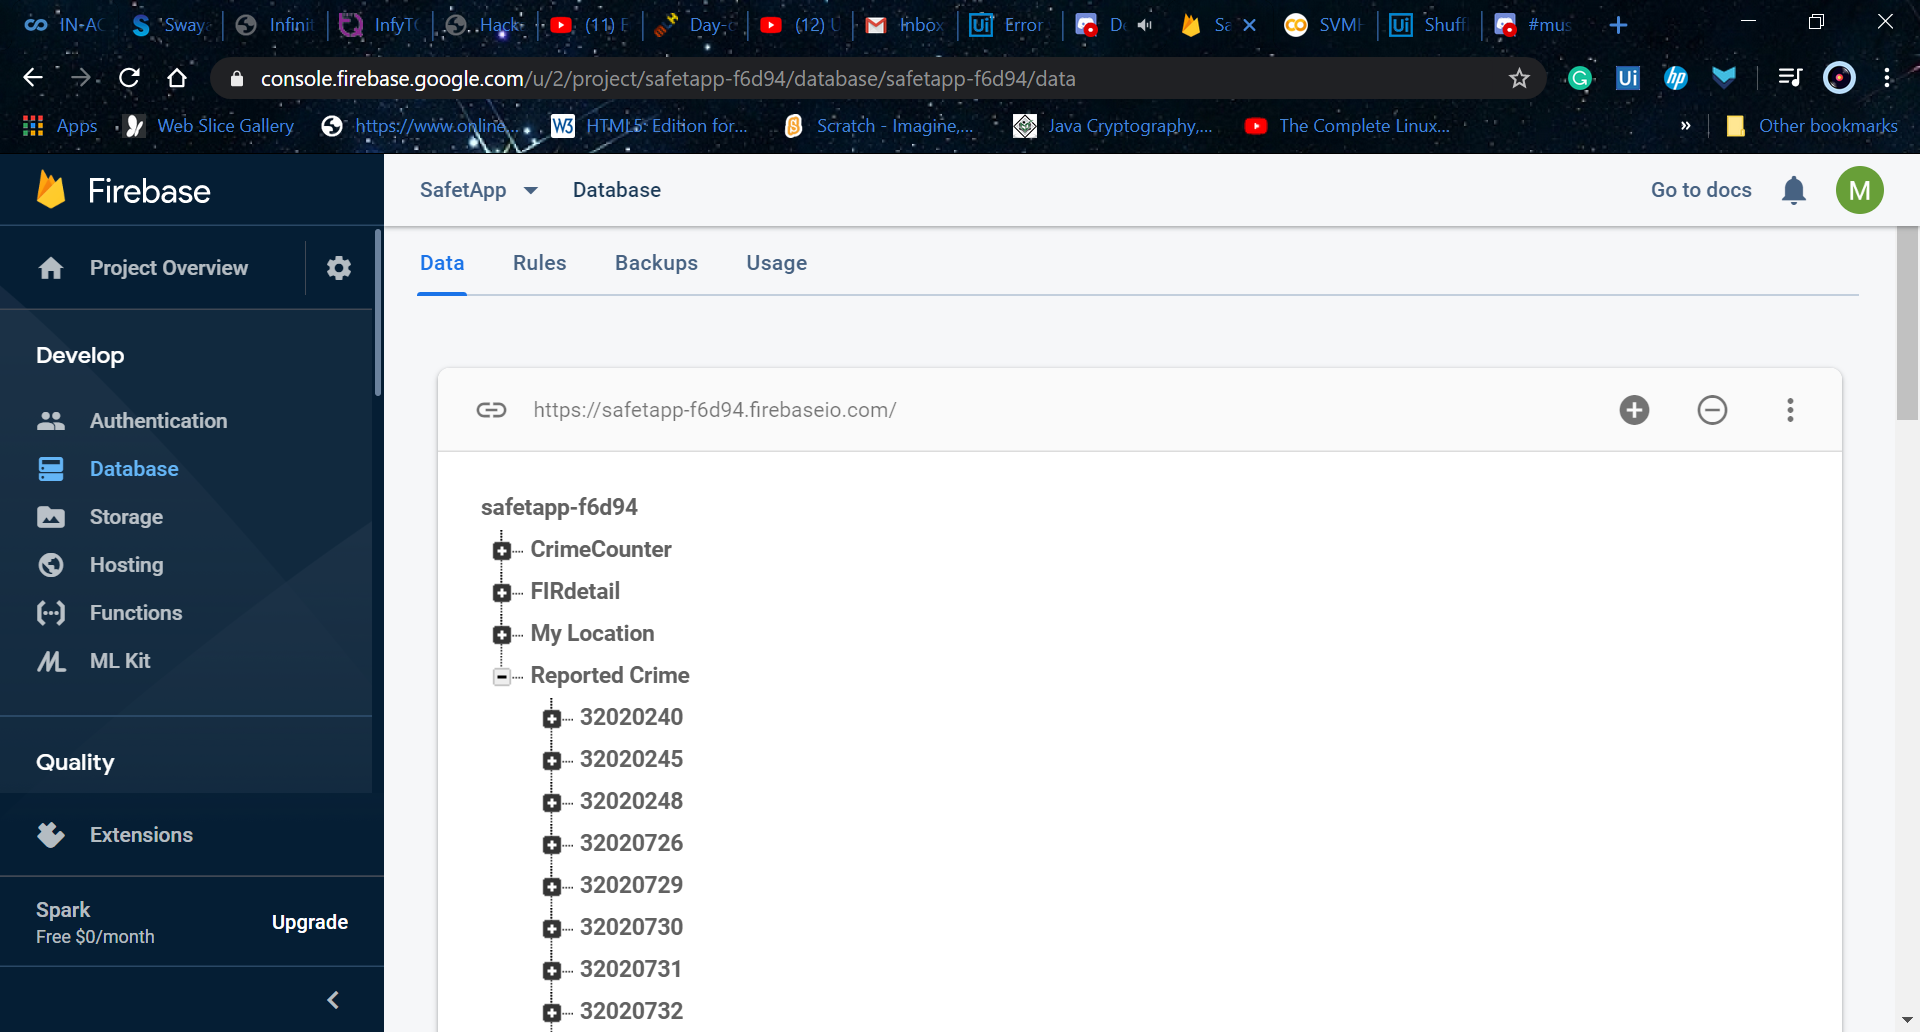 IN-AC Sway Infinit InfyT Hack (11) Day- (12) U Inbox Error D Sa SVMI Shuff #mus
console.firebase.google.com/u/2/project/safetapp-f6d94/database/safetapp-f6d94/data
Apps Web Slice Gallery https://www.online... HTML5: Edition for... Scratch - Imagine,... Java Cryptography,... The Complete Linux... » Other bookmarks
Firebase
SafetApp Database Go to docs M
Project Overview
Data Rules Backups Usage
Develop
Authentication
Database
Storage
Hosting
Functions
ML Kit
Quality
Extensions
Spark
Free $0/month
Upgrade
https://safetapp-f6d94.firebaseio.com/
safetapp-f6d94
CrimeCounter
FIRdetail
My Location
Reported Crime
32020240
32020245
32020248
32020726
32020729
32020730
32020731
32020732